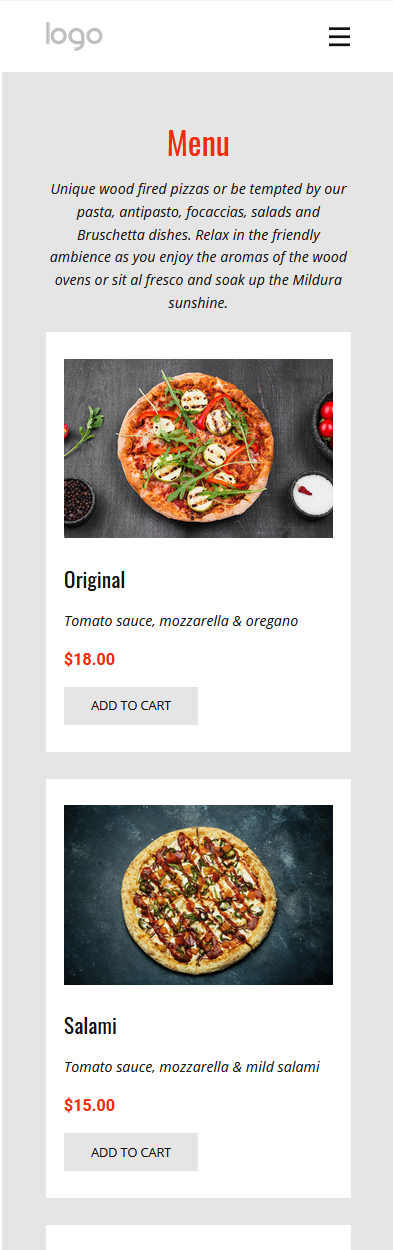 logo
Menu
Unique wood fired pizzas or be tempted by our
pasta, antipasto, focaccias, salads and
Bruschetta dishes. Relax in the friendly
ambience as you enjoy the aromas of the wood
ovens or sit al fresco and soak up the Mildura
sunshine.
Original
Tomato sauce, mozzarella & oregano
$18.00
ADD TO CART
Salami
Tomato sauce, mozzarella & mild salami
$15.00
ADD TO CART